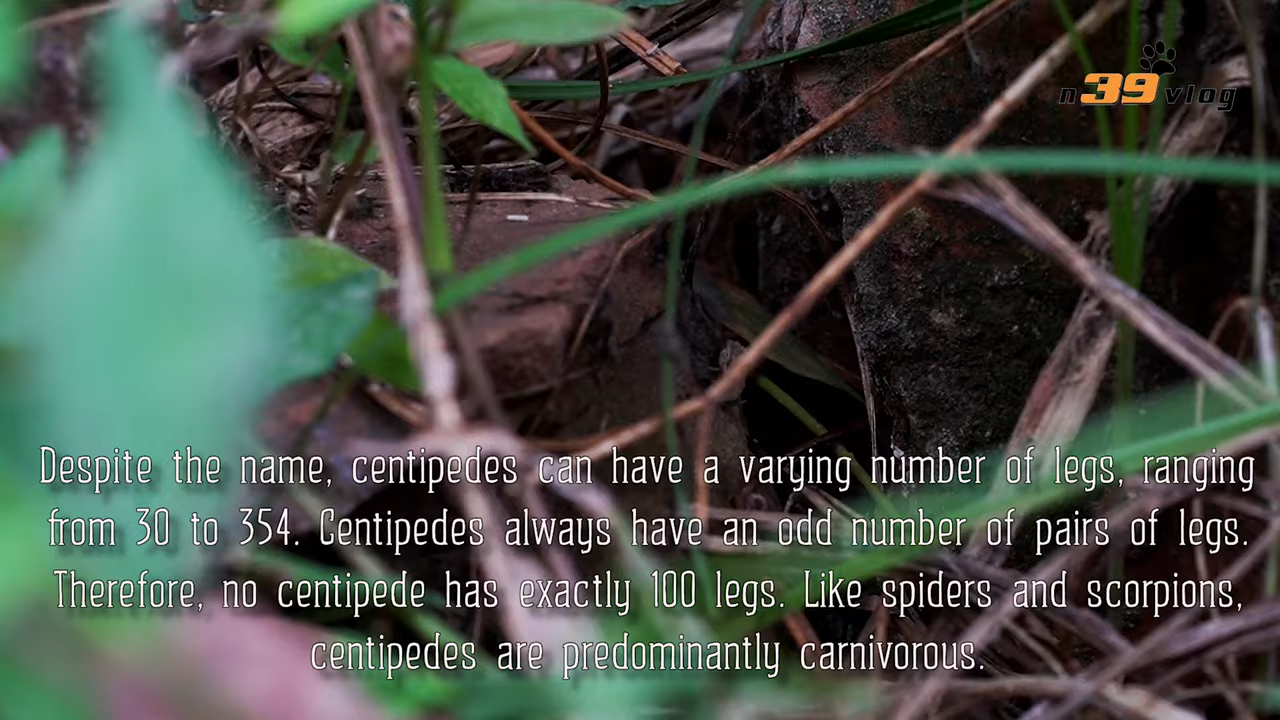 n39vlog
Despite the name, centipedes can have a varying number of legs, ranging
from 30 to 354. Centipedes always have an odd number of pairs of legs.
Therefore, no centipede has exactly 100 legs. Like spiders and scorpions,
centipedes are predominantly carnivorous.